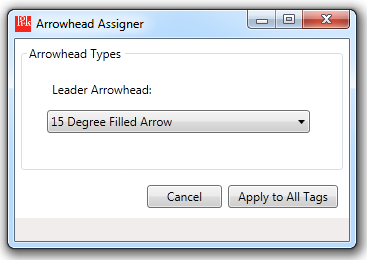 Arrowhead Assigner
Arrowhead Types
Leader Arrowhead:
15 Degree Filled Arrow
Cancel
Apply to All Tags